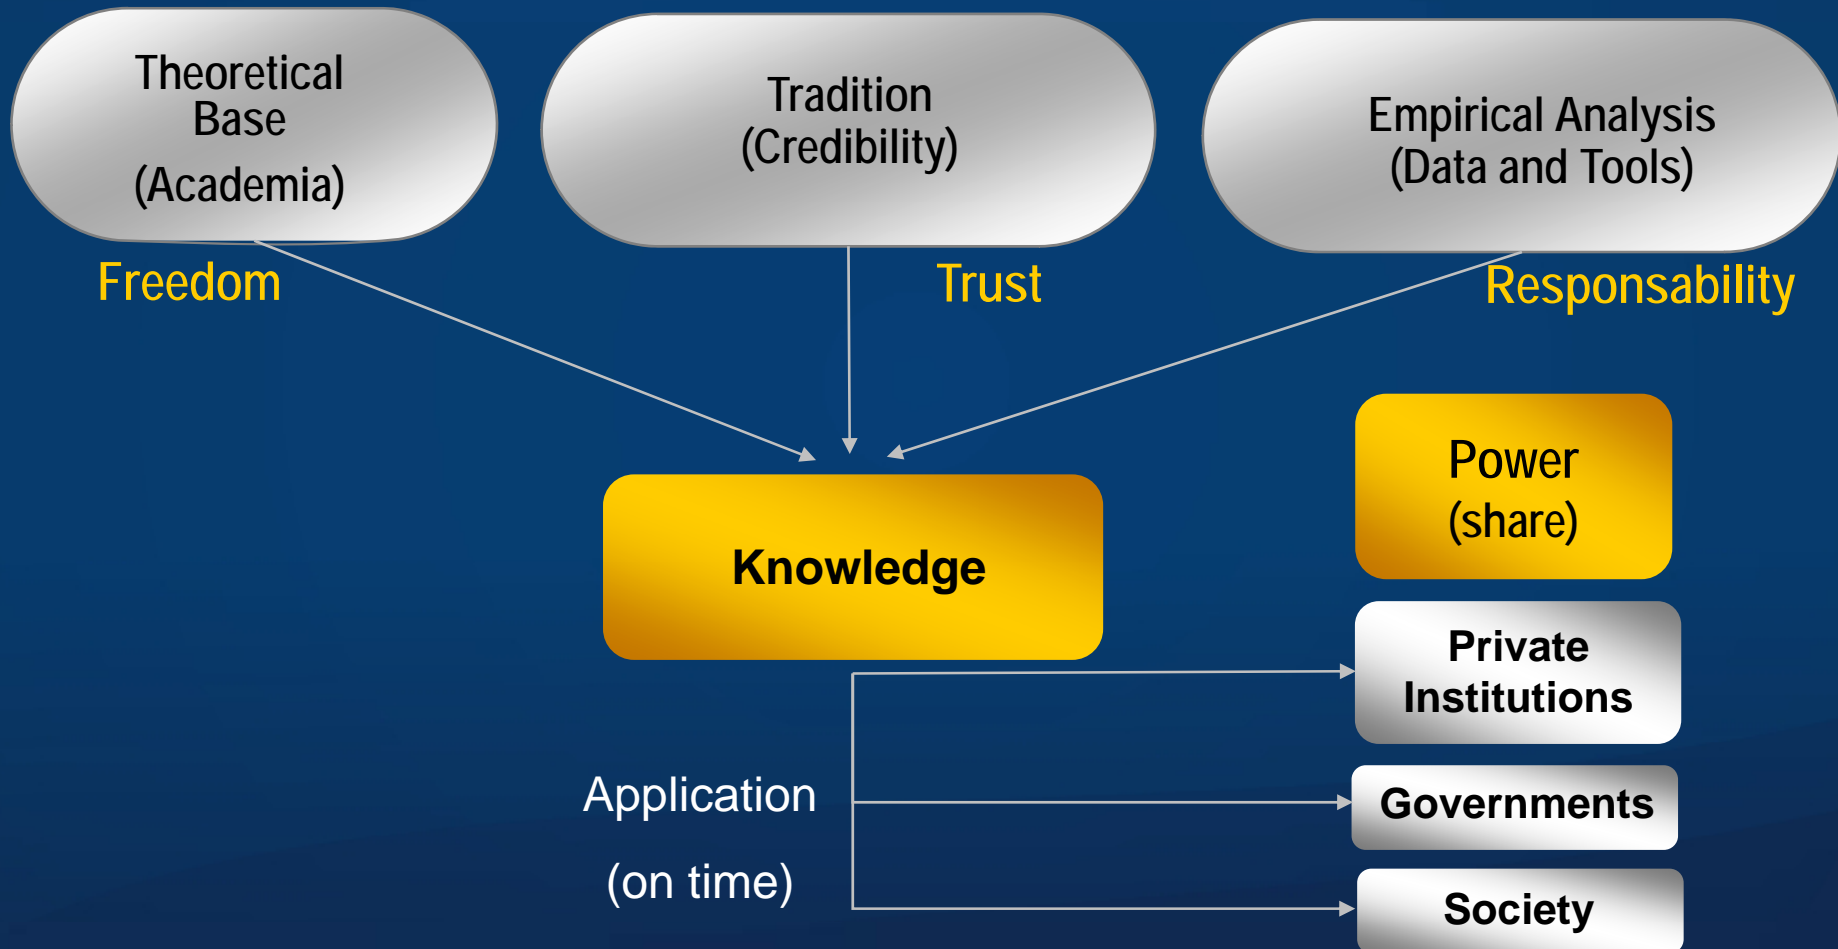 Theoretical
Base
(Academia)
Tradition
(Credibility)
Empirical Analysis
(Data and Tools)
Freedom
Trust
Responsability
Knowledge
Power
(share)
Private
Institutions
Application
(on time)
Governments
Society